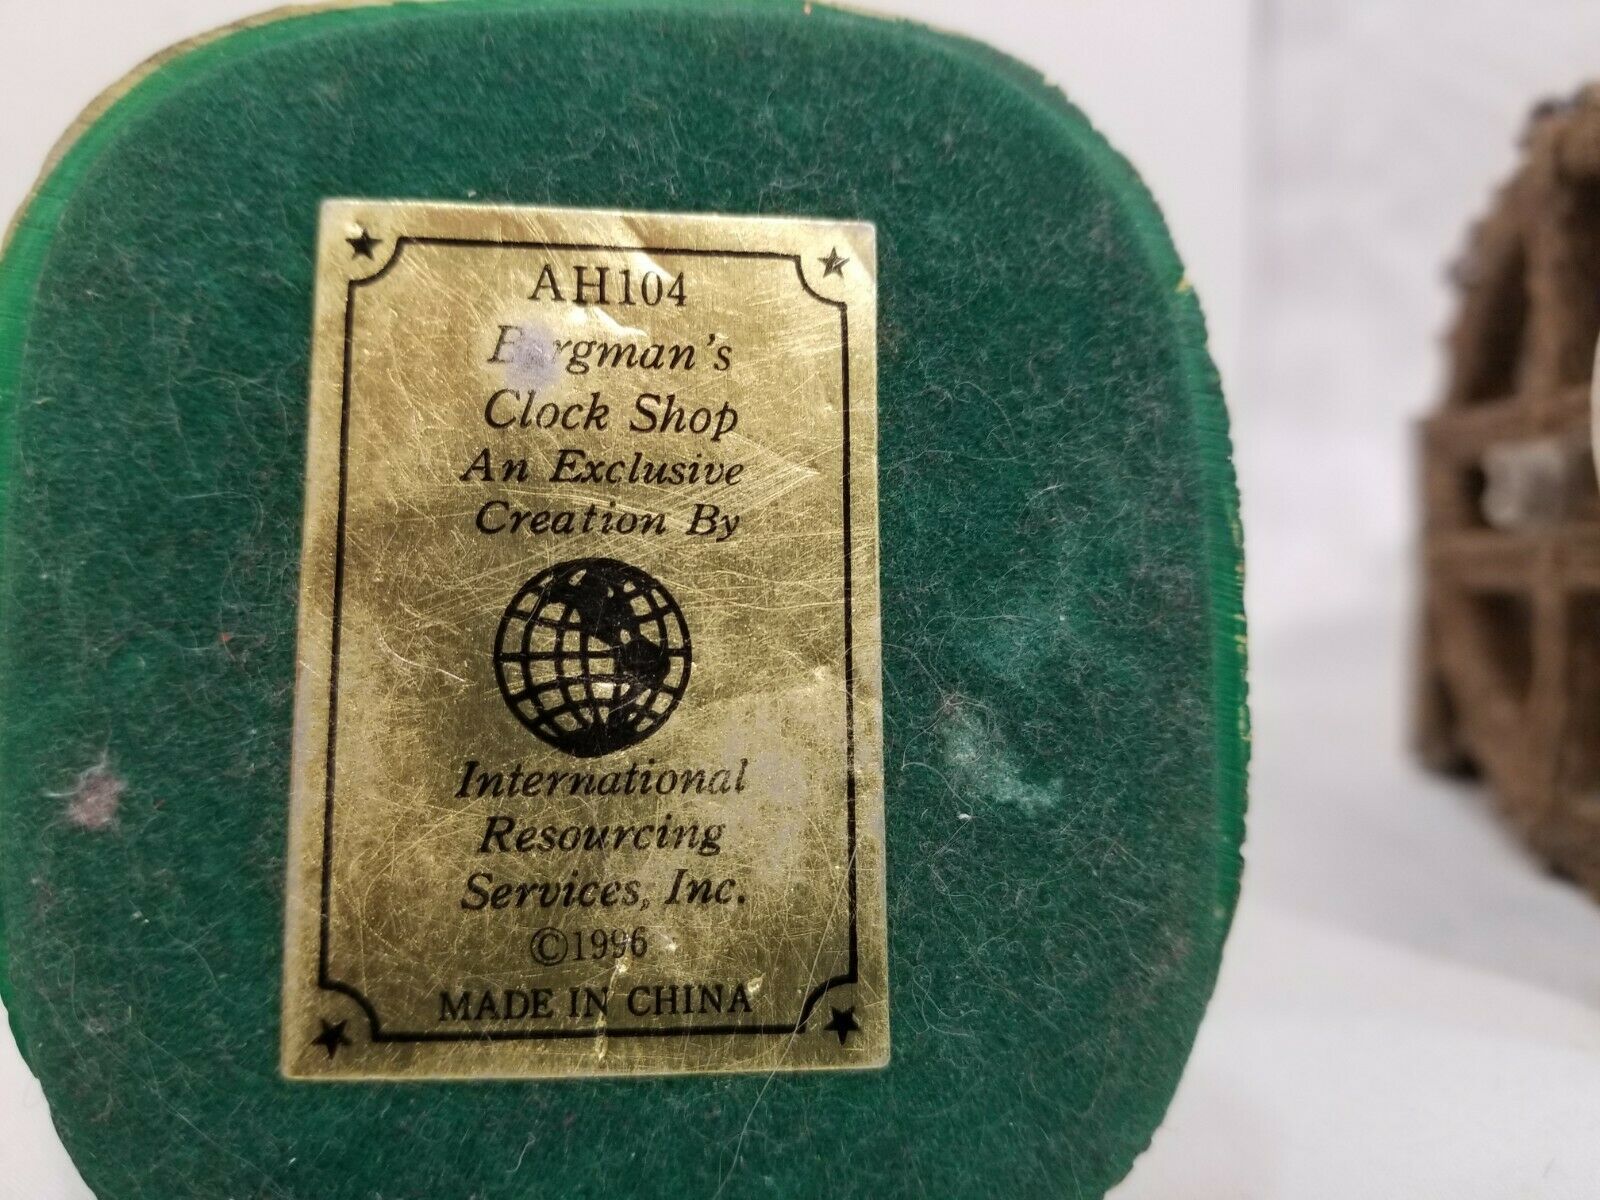 AH104
Clock Shop
An Exclusive
Creation By
International
Resourcing
Services, Inc.
©1996
MADE IN CHINA